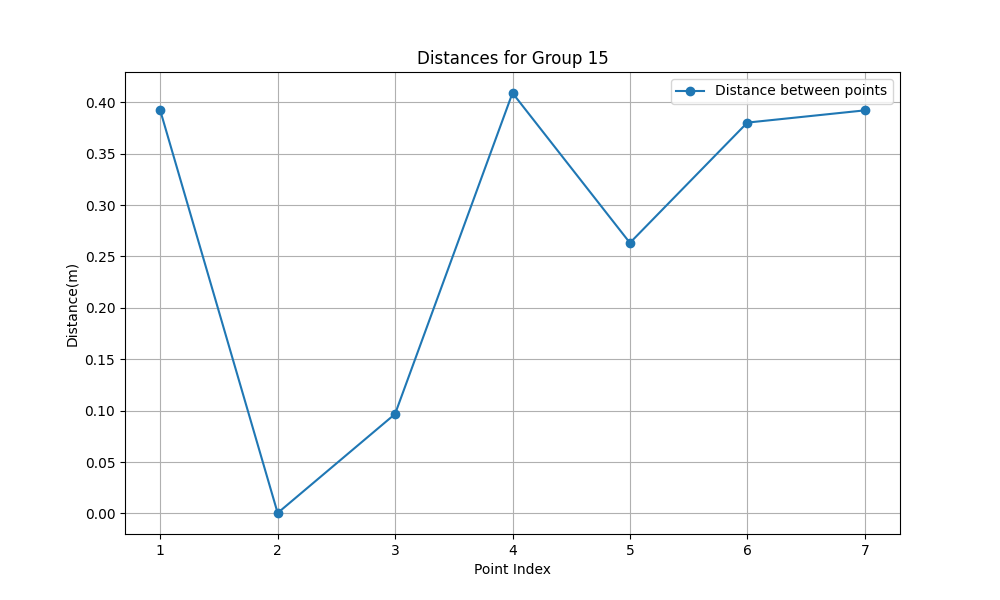 Distances for Group 15
Distance between points
0.40
0.35
0.30
0.25
0.20
0.15
0.10
0.05
0.00
Distance(m)
1 2 3 4 5 6 7
Point Index